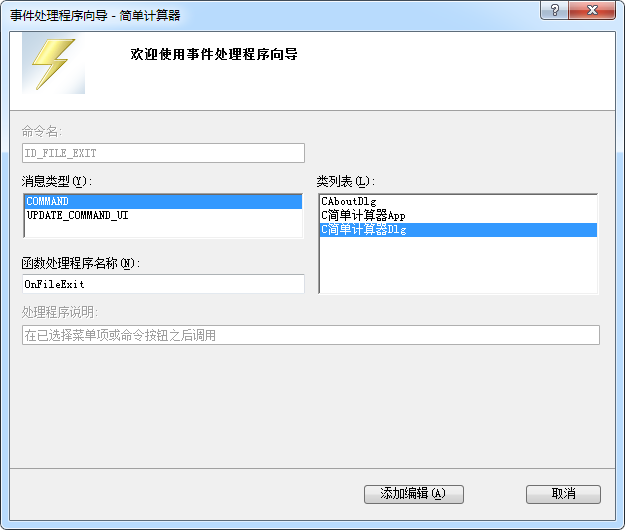 事件处理程序向导 - 简单计算器
欢迎使用事件处理程序向导
命令名:
ID_FILE_EXIT
消息类型(Y):
COMMAND
UPDATE_COMMAND_UI
类列表(L):
CAboutDlg
C简单计算器App
C简单计算器Dlg
函数处理程序名称(N):
OnFileExit
处理程序说明:
在已选择菜单项或命令按钮之后调用
添加编辑(A)
取消